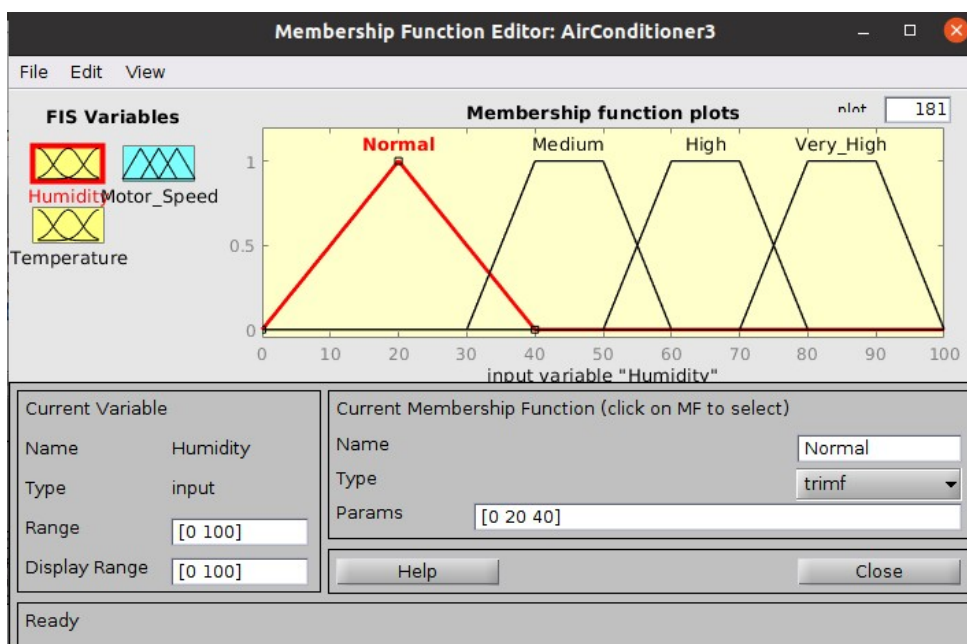 Membership Function Editor: AirConditioner3
File Edit View
FIS Variables
Humidity Motor_Speed
Temperature
Membership function plots
plot 181
Normal Medium High Very_High
1
0.5
0
0 10 20 30 40 50 60 70 80 90 100
input variable "Humidity"
Current Variable
Name Humidity
Type input
Range [0 100]
Display Range [0 100]
Current Membership Function (click on MF to select)
Name Normal
Type trimf
Params [0 20 40]
Help Close
Ready